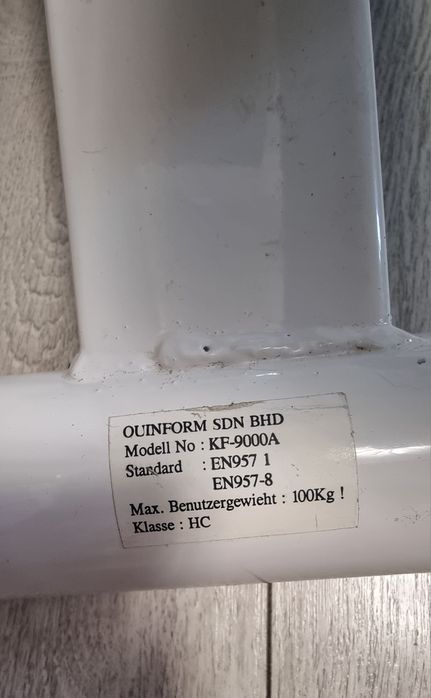 OUINFORM SDN BHD
Modell No : KF-9000A
Standard : EN957 1
EN957-8
Max. Benutzergewieht : 100Kg !
Klasse : HC